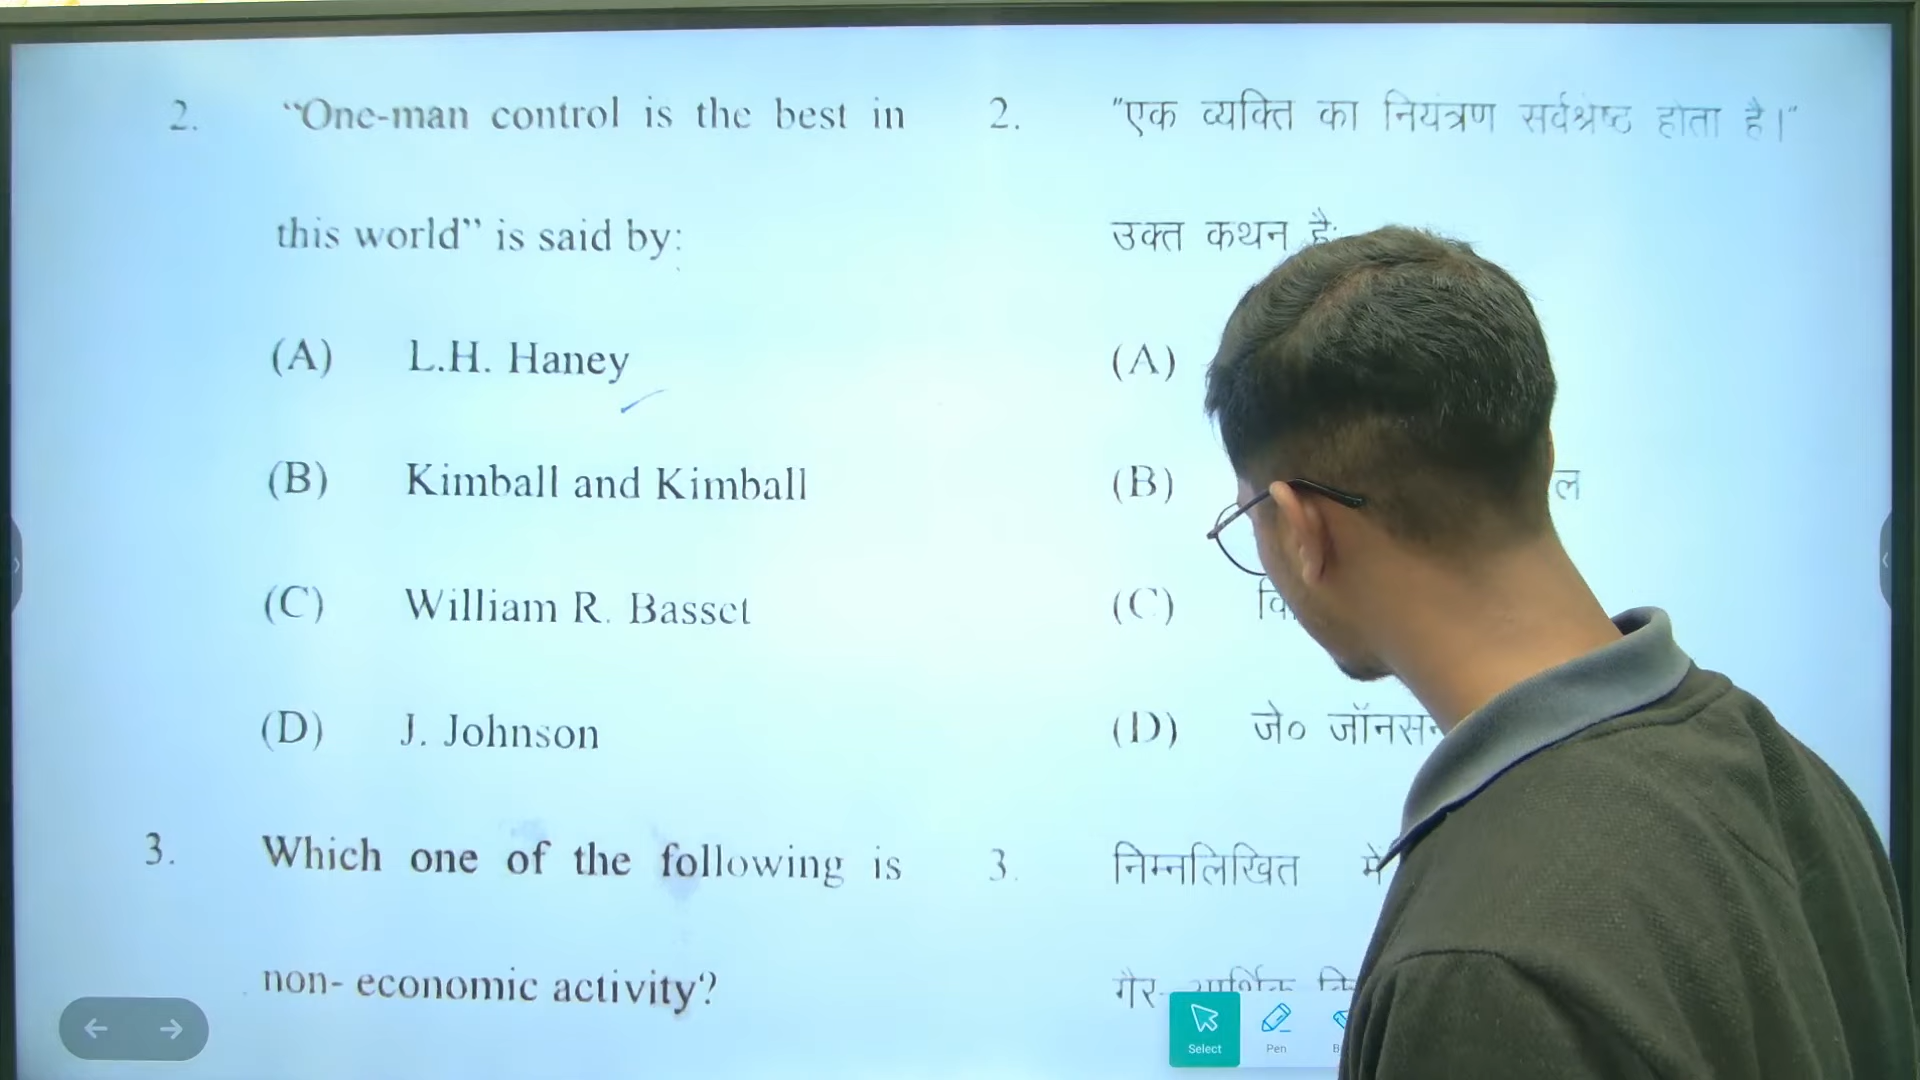 2. “One-man control is the best in
this world” is said by:
(A) L.H. Haney
(B) Kimball and Kimball
(C) William R. Basset
(D) J. Johnson
3. Which one of the following is
non- economic activity?
2. "एक व्यक्ति का नियंत्रण सर्वश्रेष्ठ होता है।"
उक्त कथन है:
(A)
(B) ल
(C) वि
(D) जे० जॉनसन
3. निम्नलिखित में
गैर-
Select Pen